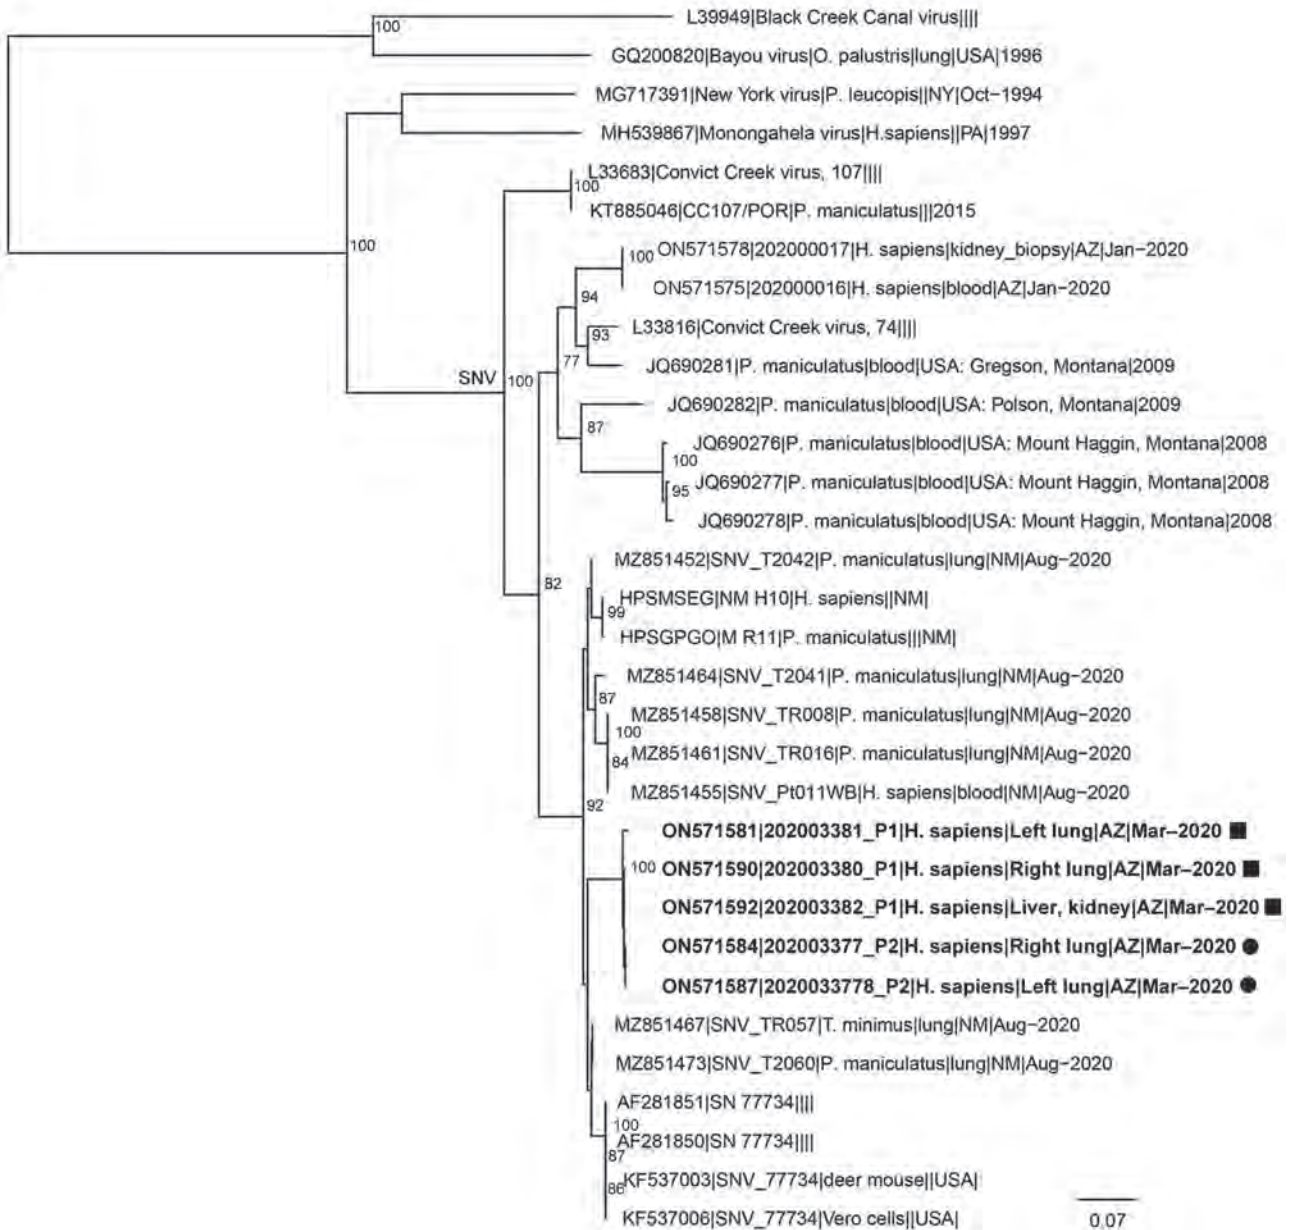 L39949|Black Creek Canal virus||||
100
GQ200820|Bayou virus|O. palustris|lung|USA|1996
MG717391|New York virus|P. leucopis||NY|Oct-1994
MH539867|Monongahela virus|H.sapiens||PA|1997
L33683|Convict Creek virus, 107||||
100
KT885046|CC107/POR|P. maniculatus|||2015
100
100 ON571578|202000017|H. sapiens|kidney_biopsy|AZ|Jan-2020
ON571575|202000016|H. sapiens|blood|AZ|Jan-2020
94
L33816|Convict Creek virus, 74||||
93
77
JQ690281|P. maniculatus|blood|USA: Gregson, Montana|2009
SNV 100
JQ690282|P. maniculatus|blood|USA: Polson, Montana|2009
87
JQ690276|P. maniculatus|blood|USA: Mount Haggin, Montana|2008
100
JQ690277|P. maniculatus|blood|USA: Mount Haggin, Montana|2008
95
JQ690278|P. maniculatus|blood|USA: Mount Haggin, Montana|2008
MZ851452|SNV_T2042|P. maniculatus|lung|NM|Aug-2020
82
HPSMSEG|NM H10|H. sapiens||NM|
99
HPSGPGO|M R11|P. maniculatus|||NM|
MZ851464|SNV_T2041|P. maniculatus|lung|NM|Aug-2020
87
MZ851458|SNV_TR008|P. maniculatus|lung|NM|Aug-2020
100
MZ851461|SNV_TR016|P. maniculatus|lung|NM|Aug-2020
84
MZ851455|SNV_Pt011WB|H. sapiens|blood|NM|Aug-2020
92
ON571581|202003381_P1|H. sapiens|Left lung|AZ|Mar-2020
100 ON571590|202003380_P1|H. sapiens|Right lung|AZ|Mar-2020
ON571592|202003382_P1|H. sapiens|Liver, kidney|AZ|Mar-2020
ON571584|202003377_P2|H. sapiens|Right lung|AZ|Mar-2020
ON571587|2020033778_P2|H. sapiens|Left lung|AZ|Mar-2020
MZ851467|SNV_TR057|T. minimus|lung|NM|Aug-2020
MZ851473|SNV_T2060|P. maniculatus|lung|NM|Aug-2020
AF281851|SN 77734||||
100
AF281850|SN 77734||||
87
86 KF537003|SNV_77734|deer mouse||USA|
KF537006|SNV_77734|Vero cells||USA|
0.07